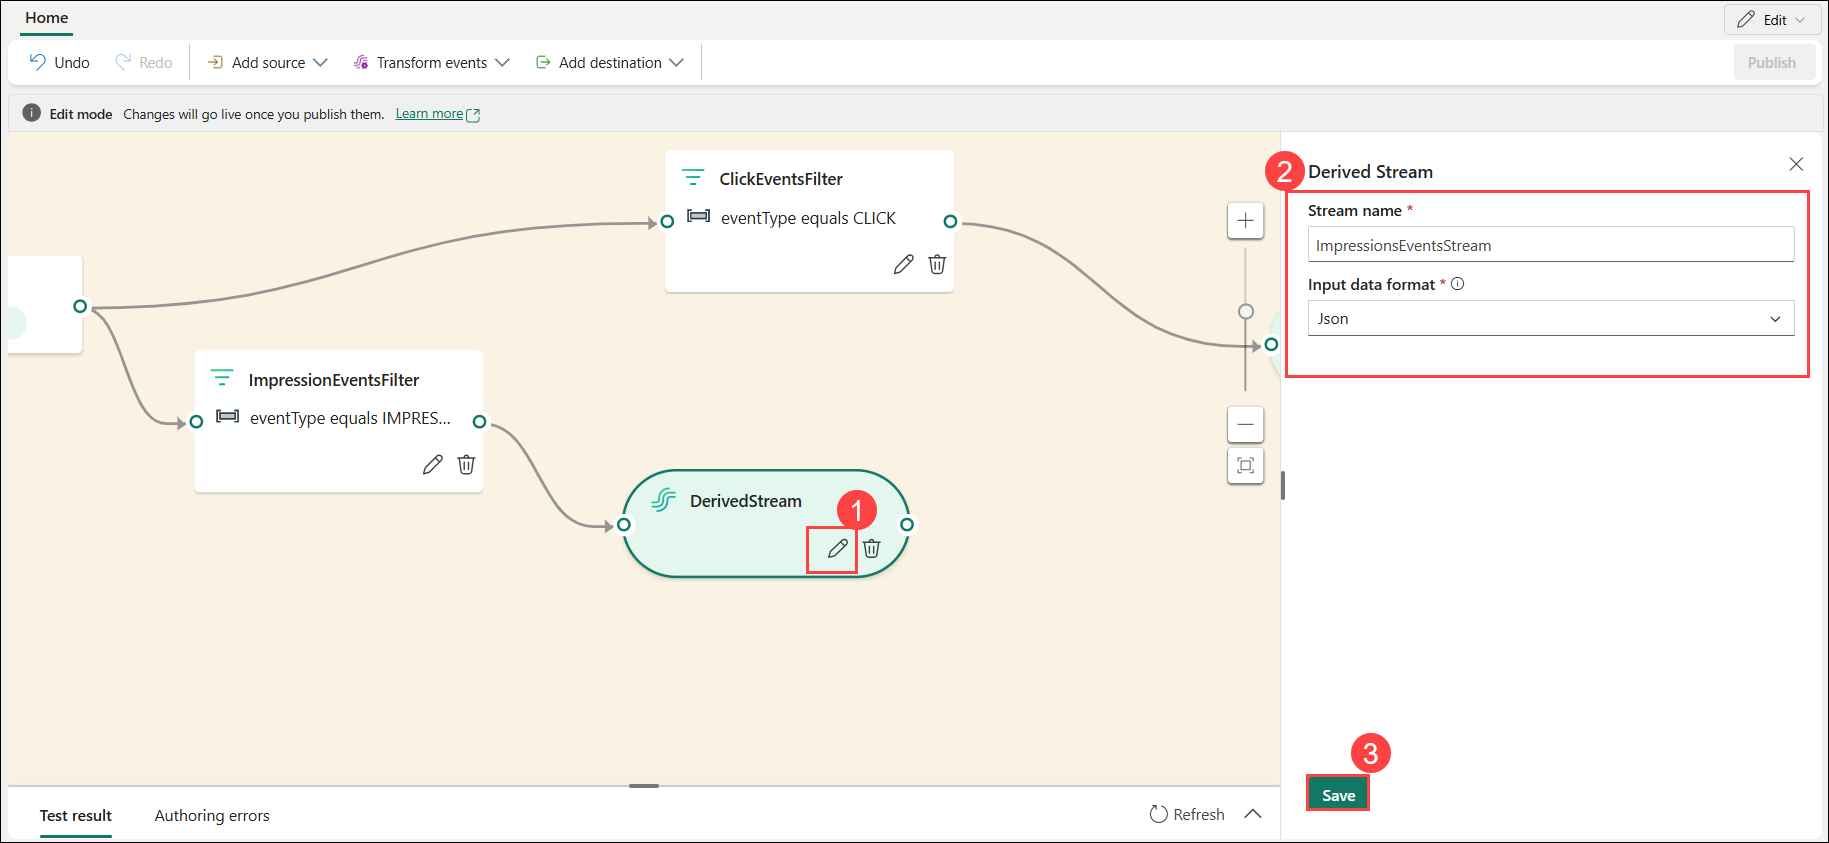 Home
Edit
Undo
Redo
Add source
Transform events
Add destination
Publish
Edit mode Changes will go live once you publish them. Learn more
ClickEventsFilter
eventType equals CLICK
ImpressionEventsFilter
eventType equals IMPRES...
DerivedStream
1
2
Derived Stream
Stream name *
ImpressionsEventsStream
Input data format *
Json
3
Save
Test result
Authoring errors
Refresh